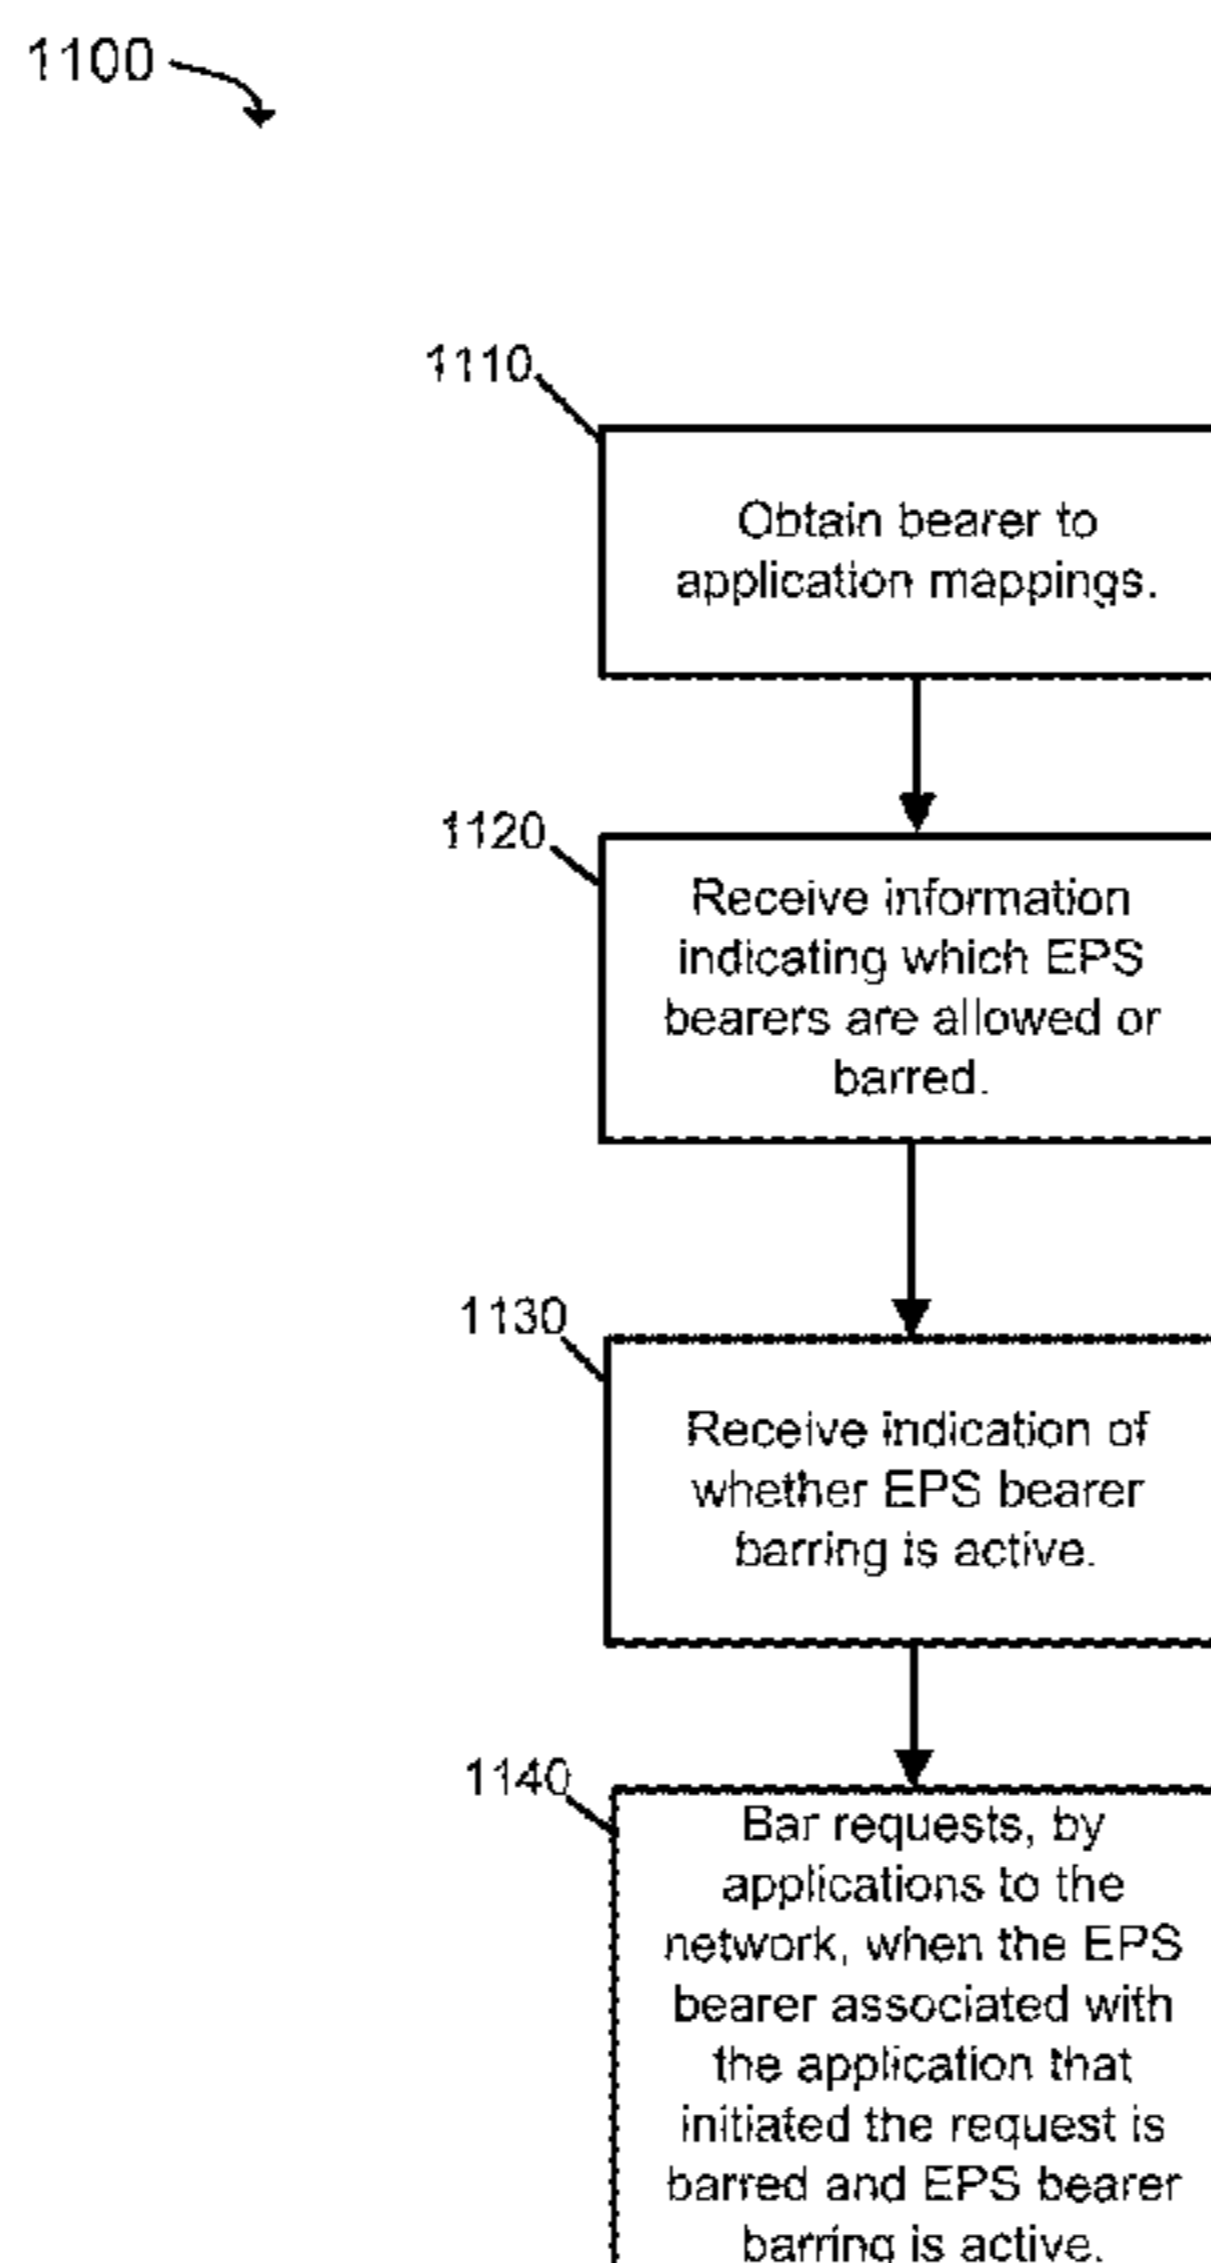 1100
1110
Obtain bearer to
application mappings.
1120
Receive information
indicating which EPS
bearers are allowed or
barred.
1130
Receive indication of
whether EPS bearer
barring is active.
1140
Bar requests, by
applications to the
network, when the EPS
bearer associated with
the application that
initiated the request is
barred and EPS bearer
barring is active.